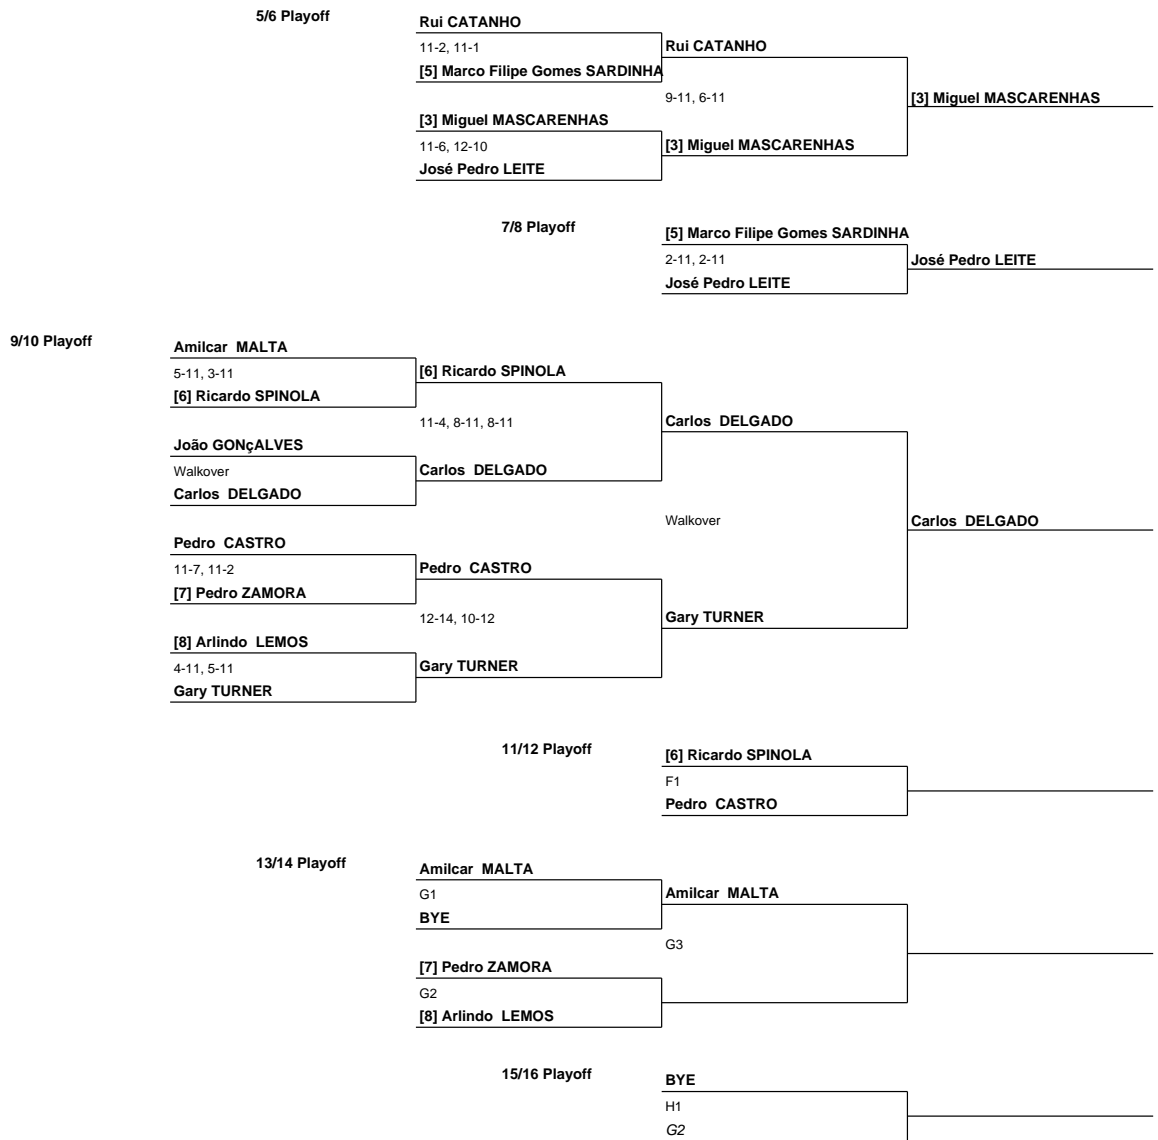 5/6 Playoff
Rui CATANHO
11-2, 11-1
[5] Marco Filipe Gomes SARDINHA
Rui CATANHO
9-11, 6-11
[3] Miguel MASCARENHAS
[3] Miguel MASCARENHAS
11-6, 12-10
José Pedro LEITE
[3] Miguel MASCARENHAS
7/8 Playoff
[5] Marco Filipe Gomes SARDINHA
2-11, 2-11
José Pedro LEITE
José Pedro LEITE
9/10 Playoff
Amilcar MALTA
5-11, 3-11
[6] Ricardo SPINOLA
[6] Ricardo SPINOLA
11-4, 8-11, 8-11
Carlos DELGADO
João GONçALVES
Walkover
Carlos DELGADO
Carlos DELGADO
Walkover
Carlos DELGADO
Pedro CASTRO
11-7, 11-2
[7] Pedro ZAMORA
Pedro CASTRO
12-14, 10-12
Gary TURNER
[8] Arlindo LEMOS
4-11, 5-11
Gary TURNER
Gary TURNER
11/12 Playoff
[6] Ricardo SPINOLA
F1
Pedro CASTRO
13/14 Playoff
Amilcar MALTA
G1
BYE
Amilcar MALTA
G3
[7] Pedro ZAMORA
G2
[8] Arlindo LEMOS
15/16 Playoff
BYE
H1
G2